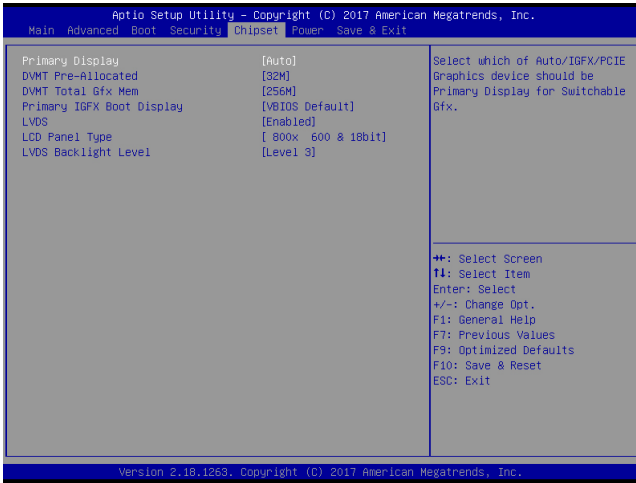 Aptio Setup Utility – Copyright (C) 2017 American Megatrends, Inc.
Main Advanced Boot Security Chipset Power Save & Exit
Primary Display [Auto]
DVMT Pre-Allocated [32M]
DVMT Total Gfx Mem [256M]
Primary IGFX Boot Display [VBIOS Default]
LVDS [Enabled]
LCD Panel Type [ 800x 600 & 18bit]
LVDS Backlight Level [Level 3]
Select which of Auto/IGFX/PCIE
Graphics device should be
Primary Display for Switchable
Gfx.
→←: Select Screen
↑↓: Select Item
Enter: Select
+/-: Change Opt.
F1: General Help
F7: Previous Values
F9: Optimized Defaults
F10: Save & Reset
ESC: Exit
Version 2.18.1263. Copyright (C) 2017 American Megatrends, Inc.